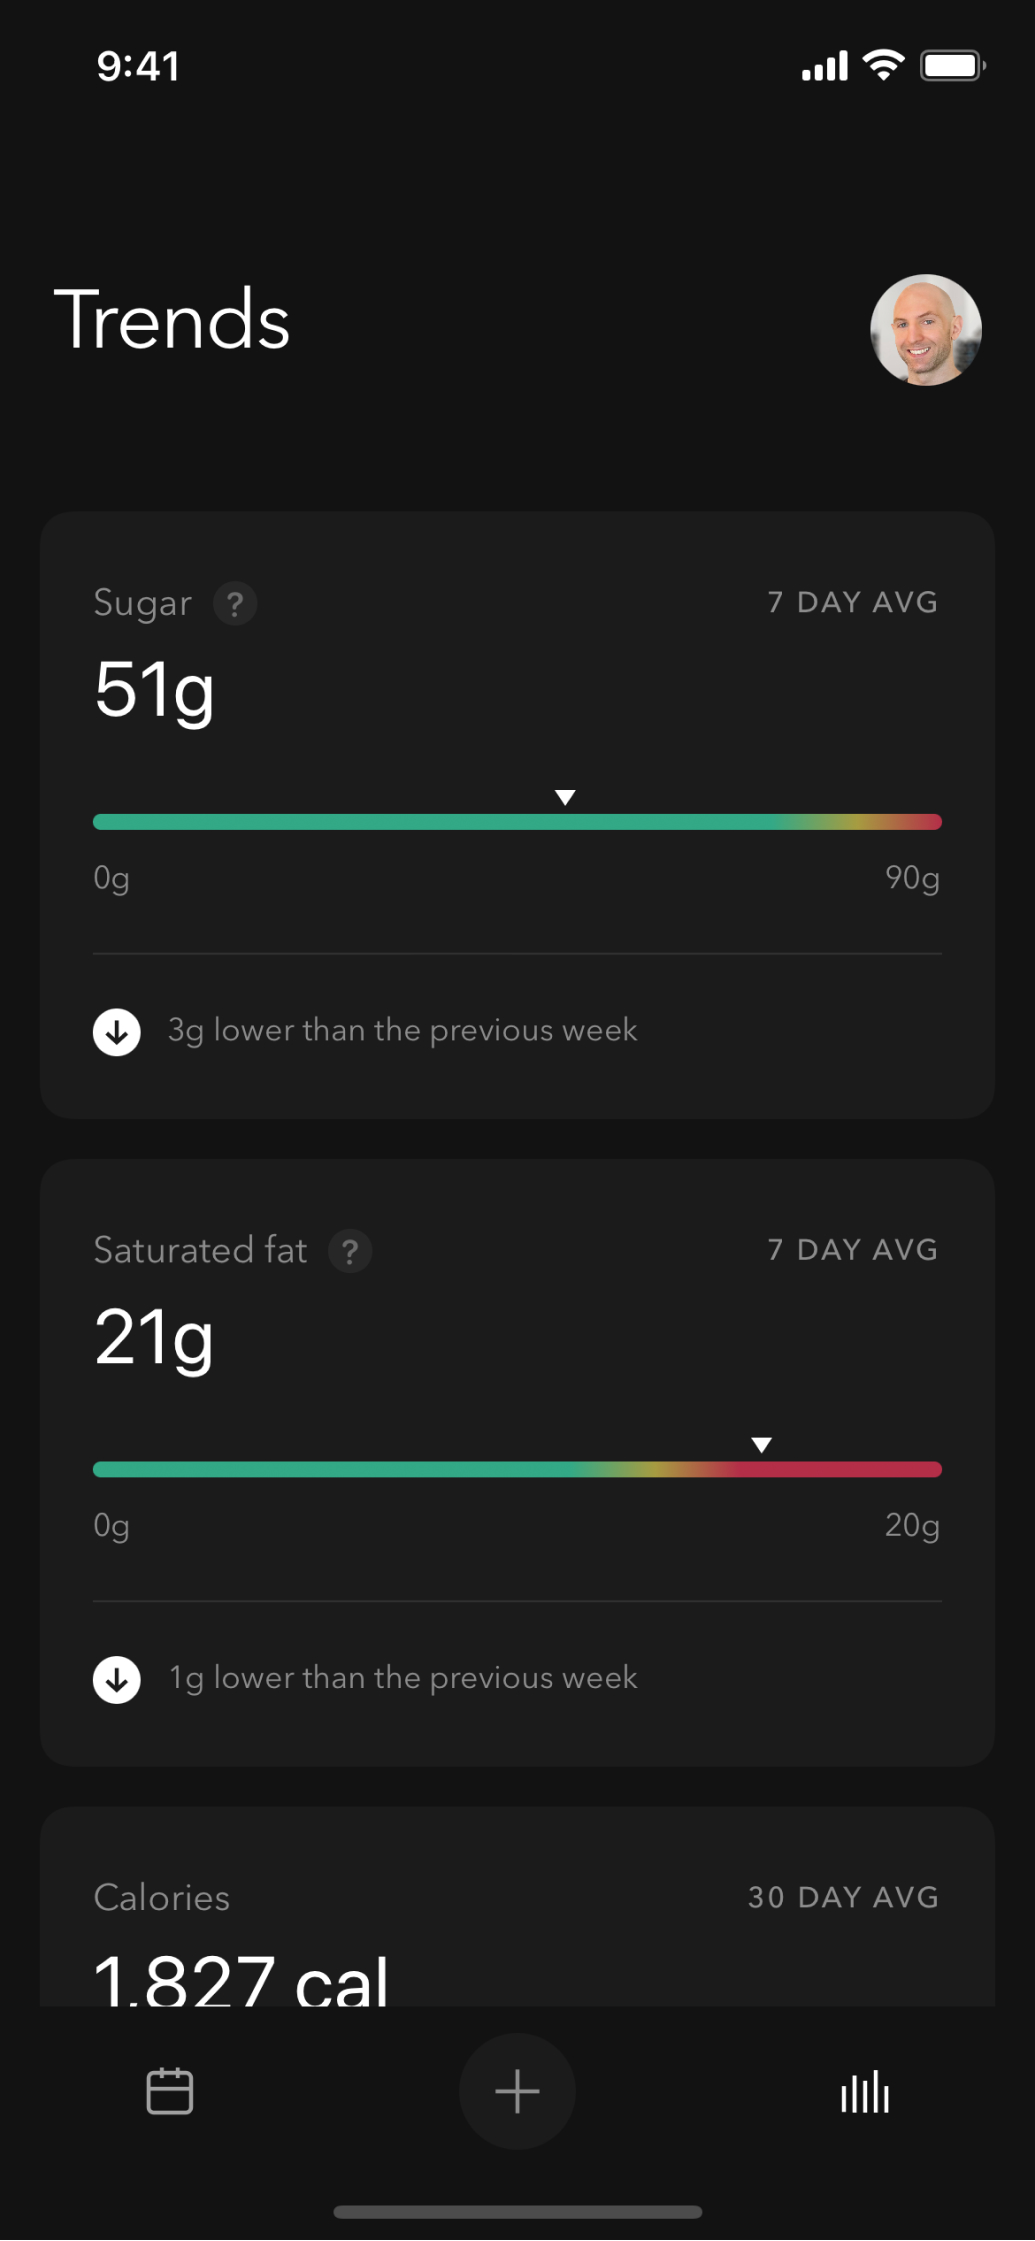 9:41
Trends
Sugar ? 7 DAY AVG
51g
0g 90g
3g lower than the previous week
Saturated fat ? 7 DAY AVG
21g
0g 20g
1g lower than the previous week
Calories 30 DAY AVG
1,827 cal